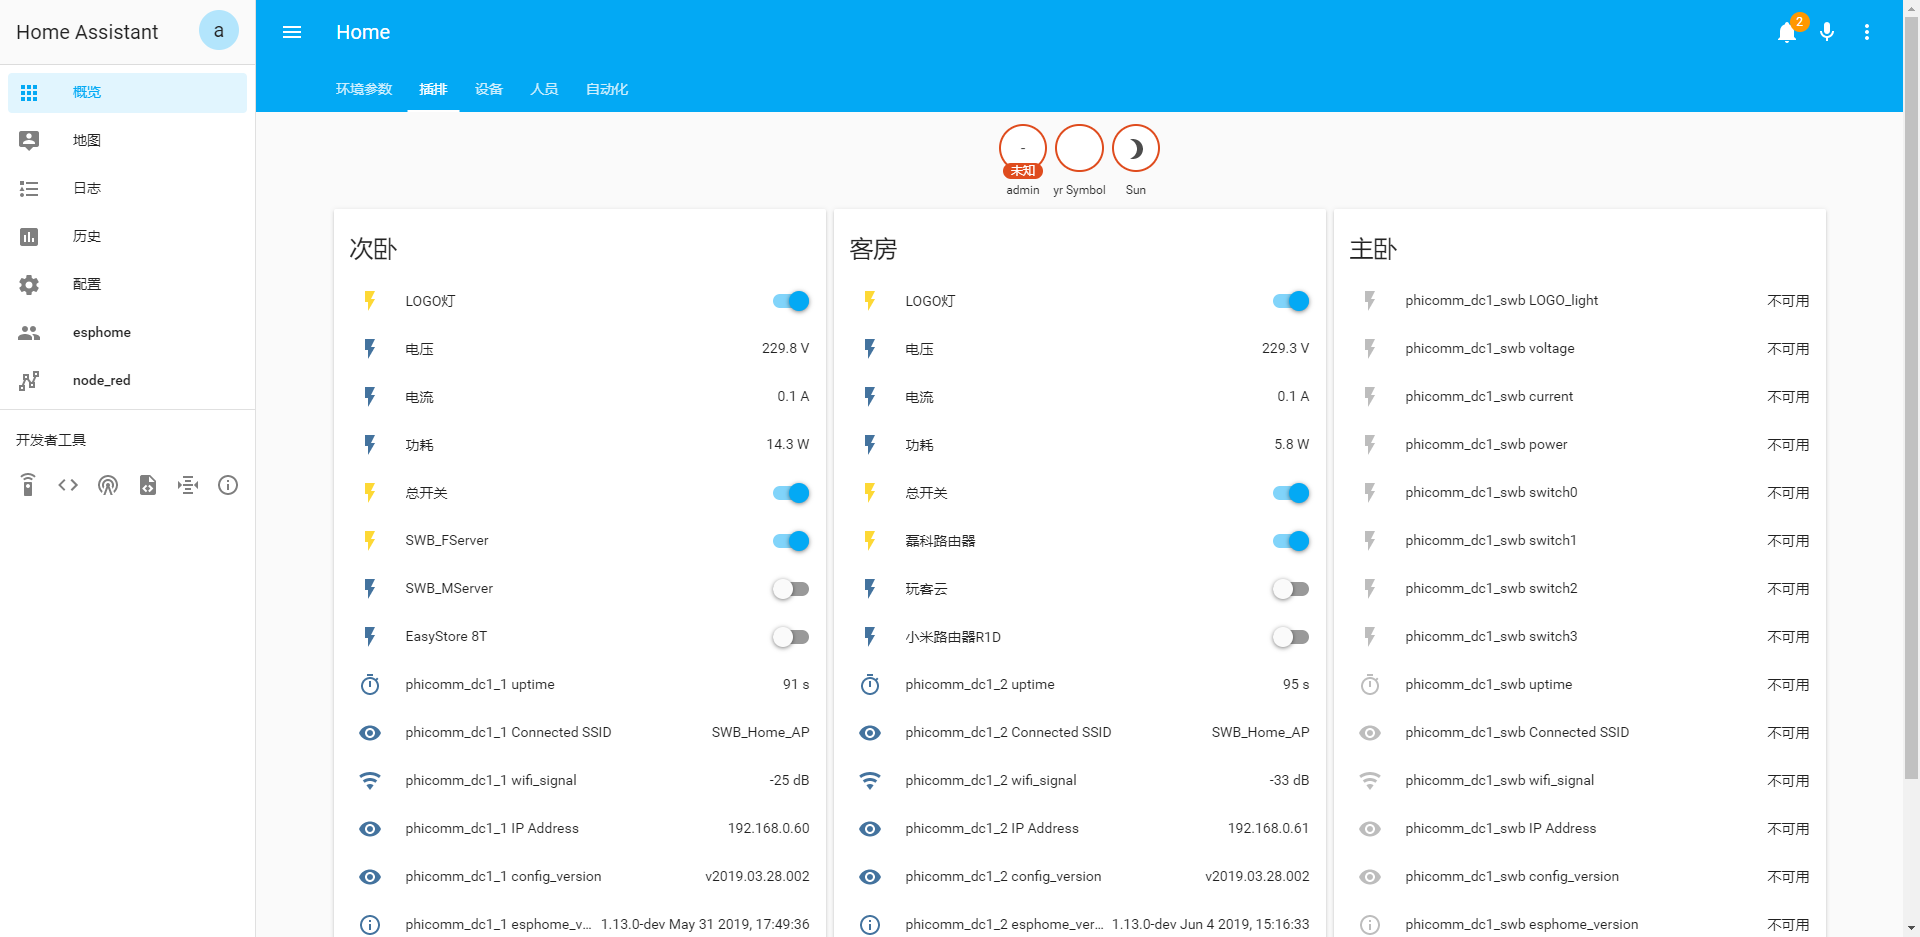 Home Assistant
a
概览
地图
日志
历史
配置
esphome
node_red
开发者工具
Home
2
环境参数 插排 设备 人员 自动化
-
未知
admin yr Symbol Sun
次卧
LOGO灯
电压 229.8 V
电流 0.1 A
功耗 14.3 W
总开关
SWB_FServer
SWB_MServer
EasyStore 8T
phicomm_dc1_1 uptime 91 s
phicomm_dc1_1 Connected SSID SWB_Home_AP
phicomm_dc1_1 wifi_signal -25 dB
phicomm_dc1_1 IP Address 192.168.0.60
phicomm_dc1_1 config_version v2019.03.28.002
phicomm_dc1_1 esphome_v... 1.13.0-dev May 31 2019, 17:49:36
客房
LOGO灯
电压 229.3 V
电流 0.1 A
功耗 5.8 W
总开关
磊科路由器
玩客云
小米路由器R1D
phicomm_dc1_2 uptime 95 s
phicomm_dc1_2 Connected SSID SWB_Home_AP
phicomm_dc1_2 wifi_signal -33 dB
phicomm_dc1_2 IP Address 192.168.0.61
phicomm_dc1_2 config_version v2019.03.28.002
phicomm_dc1_2 esphome_ver... 1.13.0-dev Jun 4 2019, 15:16:33
主卧
phicomm_dc1_swb LOGO_light 不可用
phicomm_dc1_swb voltage 不可用
phicomm_dc1_swb current 不可用
phicomm_dc1_swb power 不可用
phicomm_dc1_swb switch0 不可用
phicomm_dc1_swb switch1 不可用
phicomm_dc1_swb switch2 不可用
phicomm_dc1_swb switch3 不可用
phicomm_dc1_swb uptime 不可用
phicomm_dc1_swb Connected SSID 不可用
phicomm_dc1_swb wifi_signal 不可用
phicomm_dc1_swb IP Address 不可用
phicomm_dc1_swb config_version 不可用
phicomm_dc1_swb esphome_version 不可用